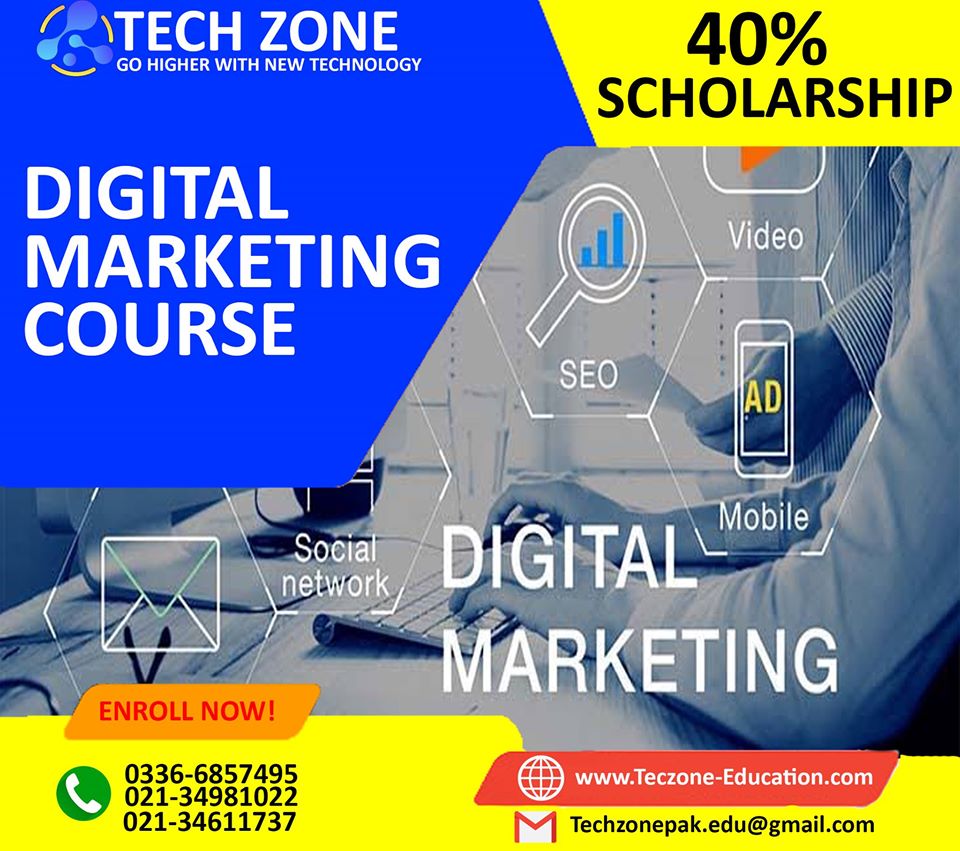 TECH ZONE
GO HIGHER WITH NEW TECHNOLOGY
40%
SCHOLARSHIP
DIGITAL
MARKETING
COURSE
Video
SEO
AD
Mobile
Social
network
DIGITAL
MARKETING
ENROLL NOW!
0336-6857495
021-34981022
021-34611737
www.Teczone-Education.com
Techzonepak.edu@gmail.com